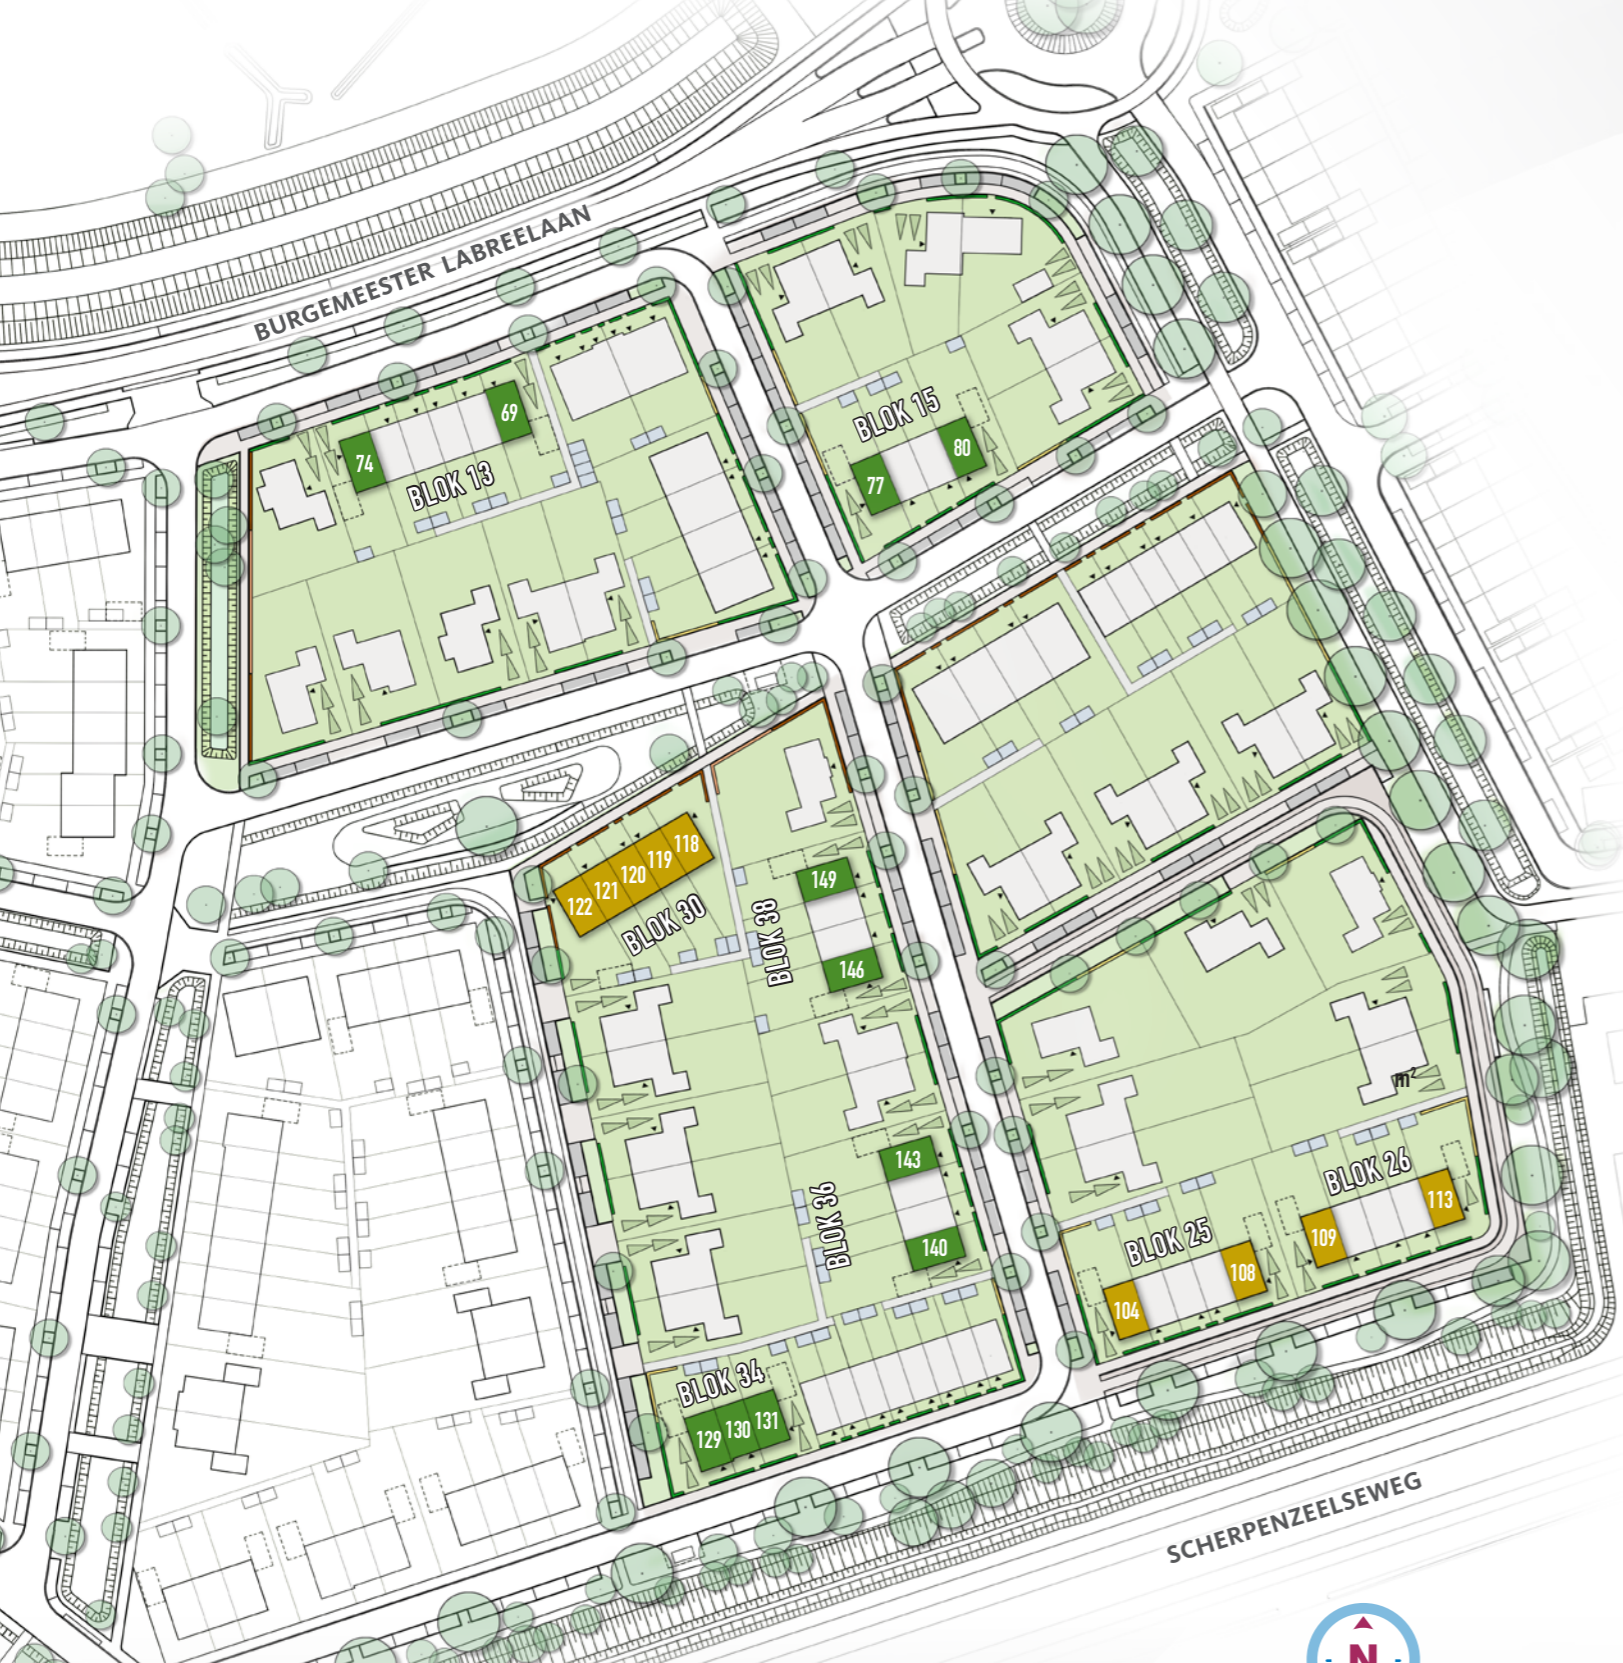 BURGEMEESTER LABREELAAN
69
74
BLOK 13
BLOK 15
80
77
118
119
120
121
122
BLOK 30
149
BLOK 38
146
143
BLOK 36
140
m²
BLOK 26
113
109
BLOK 25
108
104
BLOK 34
129 130 131
SCHERPENZEELSEWEG
N